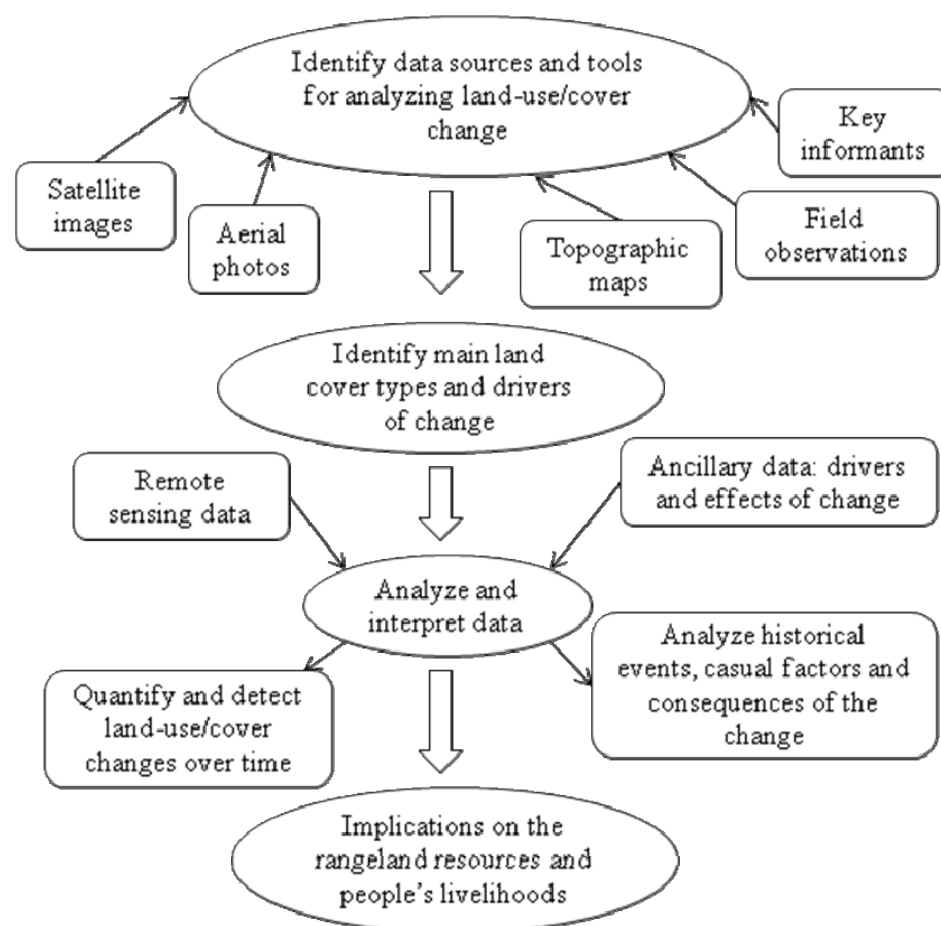 Identify data sources and tools
for analyzing land-use/cover
change
Key
informants
Satellite
images
Aerial
photos
Topographic
maps
Field
observations
Identify main land
cover types and drivers
of change
Remote
sensing data
Ancillary data: drivers
and effects of change
Analyze and
interpret data
Quantify and detect
land-use/cover
changes over time
Analyze historical
events, casual factors and
consequences of the
change
Implications on the
rangeland resources and
people's livelihoods